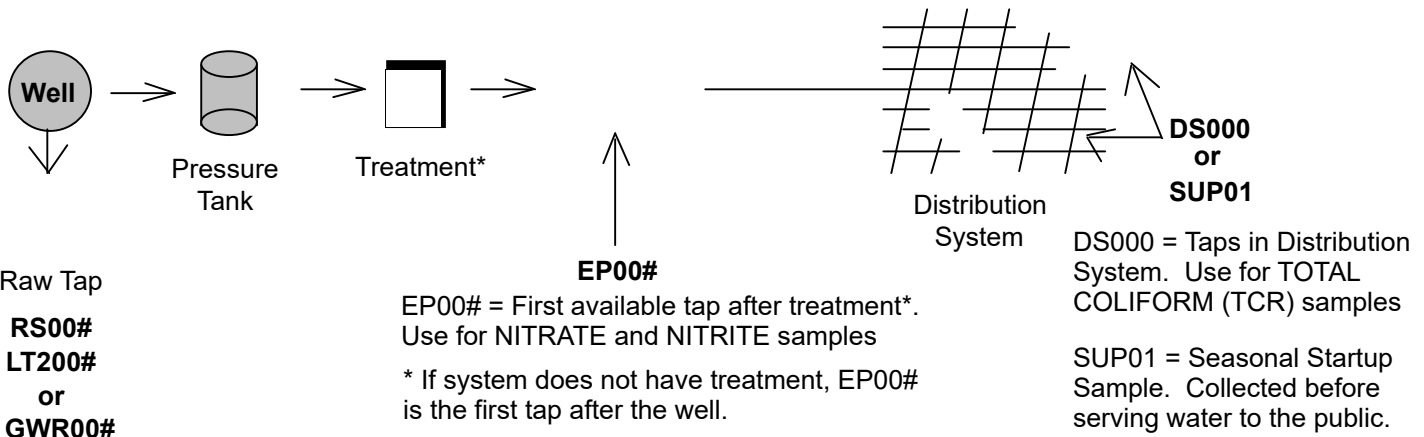 Well
Pressure
Tank
Treatment*
Distribution
System
DS000
or
SUP01
Raw Tap
RS00#
LT200#
or
GWR00#
EP00#
EP00# = First available tap after treatment*.
Use for NITRATE and NITRITE samples
* If system does not have treatment, EP00#
is the first tap after the well.
DS000 = Taps in Distribution
System.  Use for TOTAL
COLIFORM (TCR) samples
SUP01 = Seasonal Startup
Sample.  Collected before
serving water to the public.